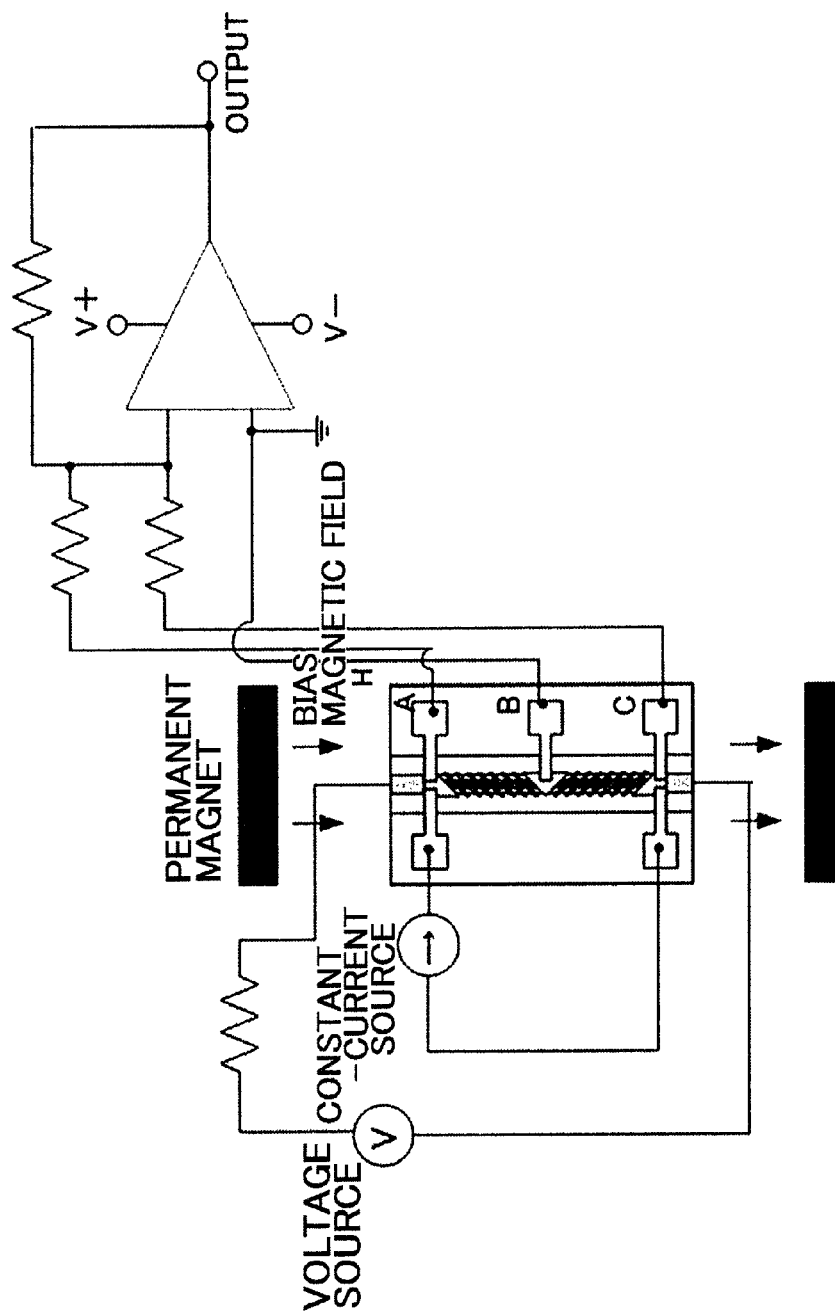 VOLTAGE
SOURCE
V
CONSTANT
-CURRENT
SOURCE
PERMANENT
MAGNET
BIAS
MAGNETIC FIELD
H
A
B
C
V+
V−
OUTPUT